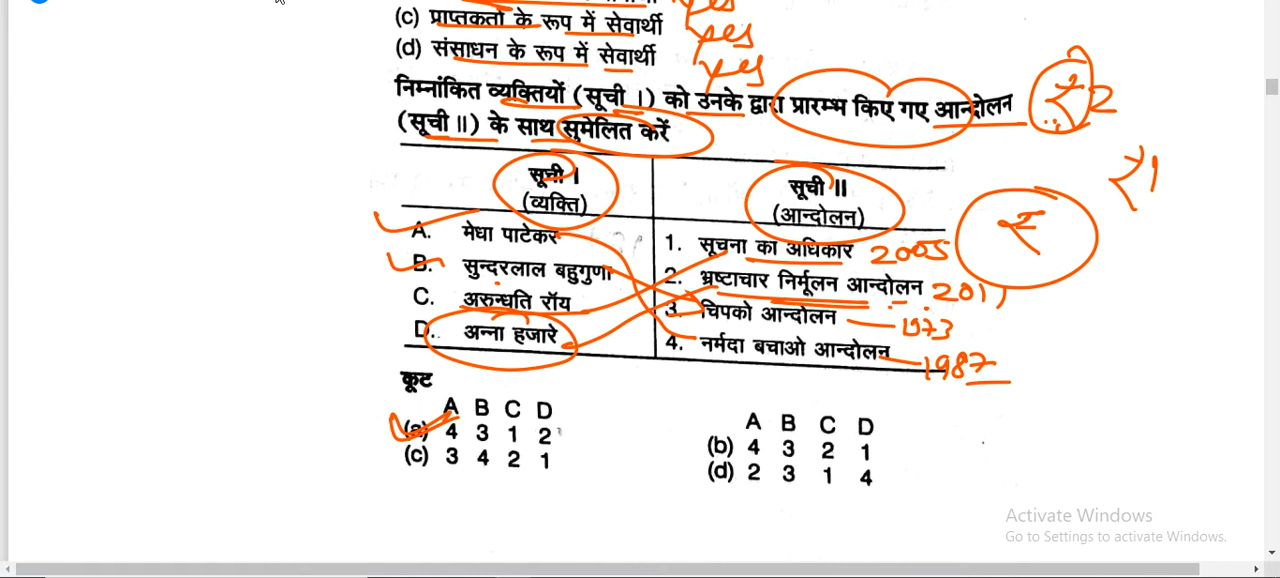 (c) प्राप्तकर्ता के रूप में सेवार्थी yes
(d) संसाधन के रूप में सेवार्थी yes
निम्नांकित व्यक्तियों (सूची I) को उनके द्वारा प्रारम्भ किए गए आन्दोलन
(सूची II) के साथ सुमेलित करें
सूची I
(व्यक्ति)
सूची II
(आन्दोलन)
A. मेधा पाटेकर
1. सूचना का अधिकार 2005
B. सुन्दरलाल बहुगुणा
2. भ्रष्टाचार निर्मूलन आन्दोलन 2011
C. अरुन्धति रॉय
3. चिपको आन्दोलन 1973
D. अन्ना हजारे
4. नर्मदा बचाओ आन्दोलन 1987
कूट
A B C D
(a) 4 3 1 2
(c) 3 4 2 1
A B C D
(b) 4 3 2 1
(d) 2 3 1 4
Activate Windows
Go to Settings to activate Windows.